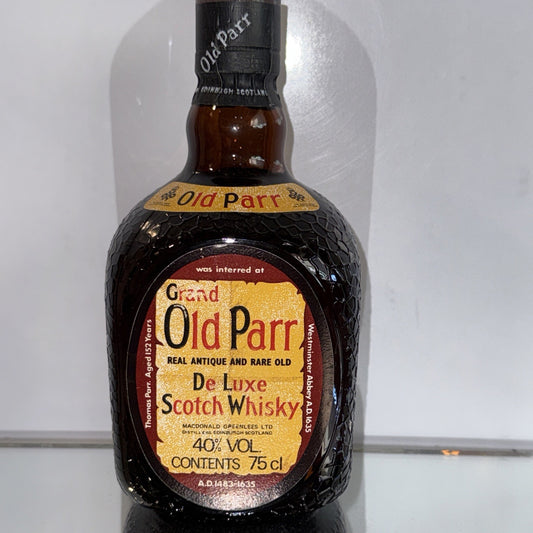 Old Parr
EDINBURGH SCOTLAND
Old Parr
was interred at
Grand
Old Parr
REAL ANTIQUE AND RARE OLD
De Luxe
Scotch Whisky
MACDONALD GREENLEES LTD
DISTILLERS EDINBURGH SCOTLAND
40% VOL.
CONTENTS 75 cl
A.D.1483-1635
Thomas Parr. Aged 152 Years
Westminster Abbey A.D.1635